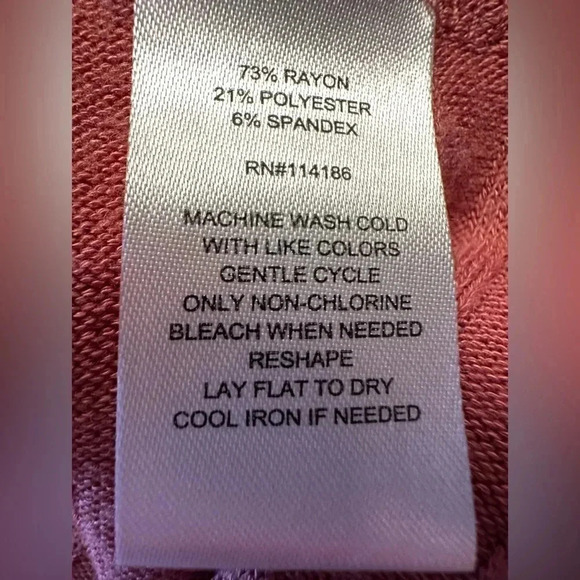 73% RAYON
21% POLYESTER
6% SPANDEX
RN#114186
MACHINE WASH COLD
WITH LIKE COLORS
GENTLE CYCLE
ONLY NON-CHLORINE
BLEACH WHEN NEEDED
RESHAPE
LAY FLAT TO DRY
COOL IRON IF NEEDED